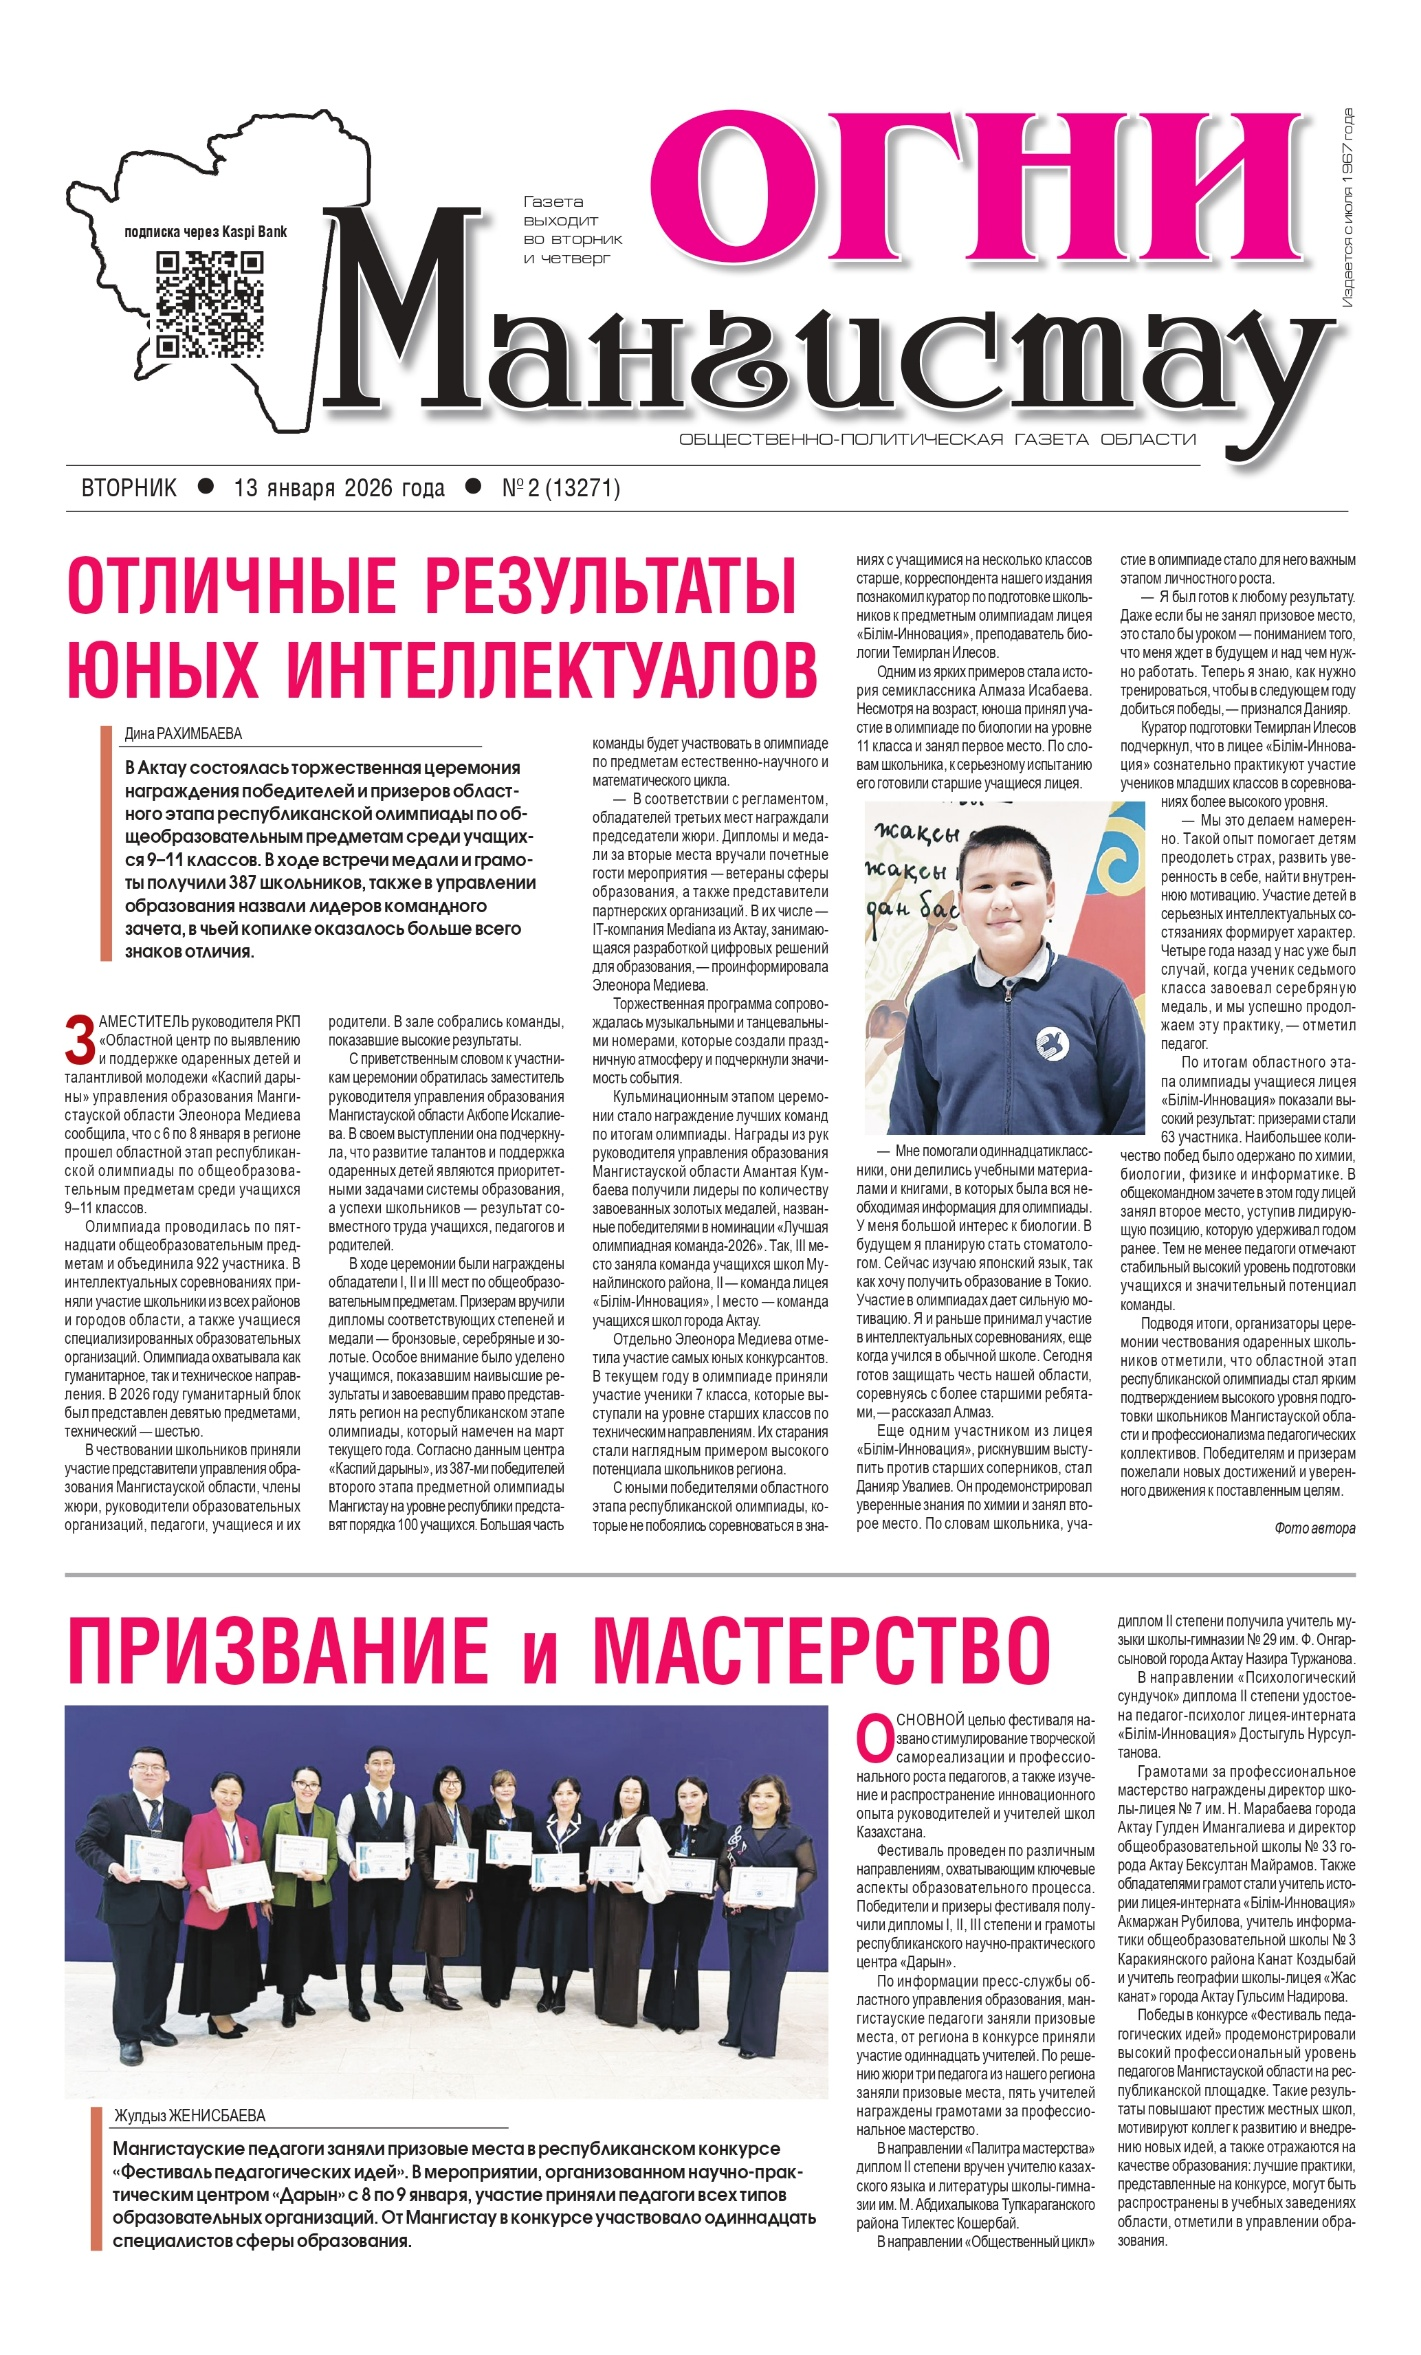 подписка через Kaspi Bank
Газета
выходит
во вторник
и четверг
ОГНИ
Мангистау
Издается с июля 1967 года
ОБЩЕСТВЕННО-ПОЛИТИЧЕСКАЯ ГАЗЕТА ОБЛАСТИ
ВТОРНИК ● 13 января 2026 года ● № 2 (13271)
ОТЛИЧНЫЕ РЕЗУЛЬТАТЫ
ЮНЫХ ИНТЕЛЛЕКТУАЛОВ
Дина РАХИМБАЕВА
В Актау состоялась торжественная церемония
награждения победителей и призеров област-
ного этапа республиканской олимпиады по об-
щеобразовательным предметам среди учащих-
ся 9–11 классов. В ходе встречи медали и грамо-
ты получили 387 школьников, также в управлении
образования назвали лидеров командного
зачета, в чьей копилке оказалось больше всего
знаков отличия.
ЗАМЕСТИТЕЛЬ руководителя РКП
«Областной центр по выявлению
и поддержке одаренных детей и
талантливой молодежи «Каспий дары-
ны» управления образования Манги-
стауской области Элеонора Медиева
сообщила, что с 6 по 8 января в регионе
прошел областной этап республикан-
ской олимпиады по общеобразова-
тельным предметам среди учащихся
9–11 классов.
Олимпиада проводилась по пят-
надцати общеобразовательным пред-
метам и объединила 922 участника. В
интеллектуальных соревнованиях при-
няли участие школьники из всех районов
и городов области, а также учащиеся
специализированных образовательных
организаций. Олимпиада охватывала как
гуманитарное, так и техническое направ-
ления. В 2026 году гуманитарный блок
был представлен девятью предметами,
технический — шестью.
В чествовании школьников приняли
участие представители управления обра-
зования Мангистауской области, члены
жюри, руководители образовательных
организаций, педагоги, учащиеся и их
родители. В зале собрались команды,
показавшие высокие результаты.
С приветственным словом к участни-
кам церемонии обратилась заместитель
руководителя управления образования
Мангистауской области Акбопе Искалие-
ва. В своем выступлении она подчеркну-
ла, что развитие талантов и поддержка
одаренных детей являются приоритет-
ными задачами системы образования,
а успехи школьников — результат со-
вместного труда учащихся, педагогов и
родителей.
В ходе церемонии были награждены
обладатели I, II и III мест по общеобразо-
вательным предметам. Призерам вручили
дипломы соответствующих степеней и
медали — бронзовые, серебряные и зо-
лотые. Особое внимание было уделено
учащимся, показавшим наивысшие ре-
зультаты и завоевавшим право представ-
лять регион на республиканском этапе
олимпиады, который намечен на март
текущего года. Согласно данным центра
«Каспий дарыны», из 387-ми победителей
второго этапа предметной олимпиады
Мангистау на уровне республики предста-
вят порядка 100 учащихся. Большая часть
команды будет участвовать в олимпиаде
по предметам естественно-научного и
математического цикла.
— В соответствии с регламентом,
обладателей третьих мест награждали
председатели жюри. Дипломы и меда-
ли за вторые места вручали почетные
гости мероприятия — ветераны сферы
образования, а также представители
партнерских организаций. В их числе —
IT-компания Mediana из Актау, занимаю-
щаяся разработкой цифровых решений
для образования, — проинформировала
Элеонора Медиева.
Торжественная программа сопрово-
ждалась музыкальными и танцевальны-
ми номерами, которые создали празд-
ничную атмосферу и подчеркнули значи-
мость события.
Кульминационным этапом церемо-
нии стало награждение лучших команд
по итогам олимпиады. Награды из рук
руководителя управления образования
Мангистауской области Амантая Кум-
баева получили лидеры по количеству
завоеванных золотых медалей, назван-
ные победителями в номинации «Лучшая
олимпиадная команда-2026». Так, III ме-
сто заняла команда учащихся школ Му-
найлинского района, II — команда лицея
«Білім-Инновация», I место — команда
учащихся школ города Актау.
Отдельно Элеонора Медиева отме-
тила участие самых юных конкурсантов.
В текущем году в олимпиаде приняли
участие ученики 7 класса, которые вы-
ступали на уровне старших классов по
техническим направлениям. Их старания
стали наглядным примером высокого
потенциала школьников региона.
С юными победителями областного
этапа республиканской олимпиады, ко-
торые не побоялись соревноваться в зна-
ниях с учащимися на несколько классов
старше, корреспондента нашего издания
познакомил куратор по подготовке школь-
ников к предметным олимпиадам лицея
«Білім-Инновация», преподаватель био-
логии Темирлан Илесов.
Одним из ярких примеров стала исто-
рия семиклассника Алмаза Исабаева.
Несмотря на возраст, юноша принял уча-
стие в олимпиаде по биологии на уровне
11 класса и занял первое место. По сло-
вам школьника, к серьезному испытанию
его готовили старшие учащиеся лицея.
жақсы
жақсы
дан бас
— Мне помогали одиннадцатикласс-
ники, они делились учебными материа-
лами и книгами, в которых была вся не-
обходимая информация для олимпиады.
У меня большой интерес к биологии. В
будущем я планирую стать стоматоло-
гом. Сейчас изучаю японский язык, так
как хочу получить образование в Токио.
Участие в олимпиадах дает сильную мо-
тивацию. Я и раньше принимал участие
в интеллектуальных соревнованиях, еще
когда учился в обычной школе. Сегодня
готов защищать честь нашей области,
соревнуясь с более старшими ребята-
ми, — рассказал Алмаз.
Еще одним участником из лицея
«Білім-Инновация», рискнувшим высту-
пить против старших соперников, стал
Данияр Увалиев. Он продемонстрировал
уверенные знания по химии и занял вто-
рое место. По словам школьника, уча-
стие в олимпиаде стало для него важным
этапом личностного роста.
— Я был готов к любому результату.
Даже если бы не занял призовое место,
это стало бы уроком — пониманием того,
что меня ждет в будущем и над чем нуж-
но работать. Теперь я знаю, как нужно
тренироваться, чтобы в следующем году
добиться победы, — признался Данияр.
Куратор подготовки Темирлан Илесов
подчеркнул, что в лицее «Білім-Иннова-
ция» сознательно практикуют участие
учеников младших классов в соревнова-
ниях более высокого уровня.
— Мы это делаем намерен-
но. Такой опыт помогает детям
преодолеть страх, развить уве-
ренность в себе, найти внутрен-
нюю мотивацию. Участие детей в
серьезных интеллектуальных со-
стязаниях формирует характер.
Четыре года назад у нас уже был
случай, когда ученик седьмого
класса завоевал серебряную
медаль, и мы успешно продол-
жаем эту практику, — отметил
педагог.
По итогам областного эта-
па олимпиады учащиеся лицея
«Білім-Инновация» показали вы-
сокий результат: призерами стали
63 участника. Наибольшее коли-
чество побед было одержано по химии,
биологии, физике и информатике. В
общекомандном зачете в этом году лицей
занял второе место, уступив лидирую-
щую позицию, которую удерживал годом
ранее. Тем не менее педагоги отмечают
стабильный высокий уровень подготовки
учащихся и значительный потенциал
команды.
Подводя итоги, организаторы цере-
монии чествования одаренных школь-
ников отметили, что областной этап
республиканской олимпиады стал ярким
подтверждением высокого уровня подго-
товки школьников Мангистауской обла-
сти и профессионализма педагогических
коллективов. Победителям и призерам
пожелали новых достижений и уверен-
ного движения к поставленным целям.
Фото автора
ПРИЗВАНИЕ и МАСТЕРСТВО
Жулдыз ЖЕНИСБАЕВА
Мангистауские педагоги заняли призовые места в республиканском конкурсе
«Фестиваль педагогических идей». В мероприятии, организованном научно-прак-
тическим центром «Дарын» с 8 по 9 января, участие приняли педагоги всех типов
образовательных организаций. От Мангистау в конкурсе участвовало одиннадцать
специалистов сферы образования.
ОСНОВНОЙ целью фестиваля на-
звано стимулирование творческой
самореализации и профессио-
нального роста педагогов, а также изуче-
ние и распространение инновационного
опыта руководителей и учителей школ
Казахстана.
Фестиваль проведен по различным
направлениям, охватывающим ключевые
аспекты образовательного процесса.
Победители и призеры фестиваля полу-
чили дипломы I, II, III степени и грамоты
республиканского научно-практического
центра «Дарын».
По информации пресс-службы об-
ластного управления образования, ман-
гистауские педагоги заняли призовые
места, от региона в конкурсе приняли
участие одиннадцать учителей. По реше-
нию жюри три педагога из нашего региона
заняли призовые места, пять учителей
награждены грамотами за профессио-
нальное мастерство.
В направлении «Палитра мастерства»
диплом II степени вручен учителю казах-
ского языка и литературы школы-гимна-
зии им. М. Абдихалыкова Тупкараганского
района Тилектес Кошербай.
В направлении «Общественный цикл»
диплом II степени получила учитель му-
зыки школы-гимназии № 29 им. Ф. Онгар-
сыновой города Актау Назира Туржанова.
В направлении «Психологический
сундучок» диплома II степени удостое-
на педагог-психолог лицея-интерната
«Білім-Инновация» Достыгуль Нурсул-
танова.
Грамотами за профессиональное
мастерство награждены директор шко-
лы-лицея № 7 им. Н. Марабаева города
Актау Гулден Имангалиева и директор
общеобразовательной школы № 33 го-
рода Актау Бексултан Майрамов. Также
обладателями грамот стали учитель исто-
рии лицея-интерната «Білім-Инновация»
Акмаржан Рубилова, учитель информа-
тики общеобразовательной школы № 3
Каракиянского района Канат Коздыбай
и учитель географии школы-лицея «Жас
канат» города Актау Гульсим Надирова.
Победы в конкурсе «Фестиваль педа-
гогических идей» продемонстрировали
высокий профессиональный уровень
педагогов Мангистауской области на рес-
публиканской площадке. Такие резуль-
таты повышают престиж местных школ,
мотивируют коллег к развитию и внедре-
нию новых идей, а также отражаются на
качестве образования: лучшие практики,
представленные на конкурсе, могут быть
распространены в учебных заведениях
области, отметили в управлении обра-
зования.